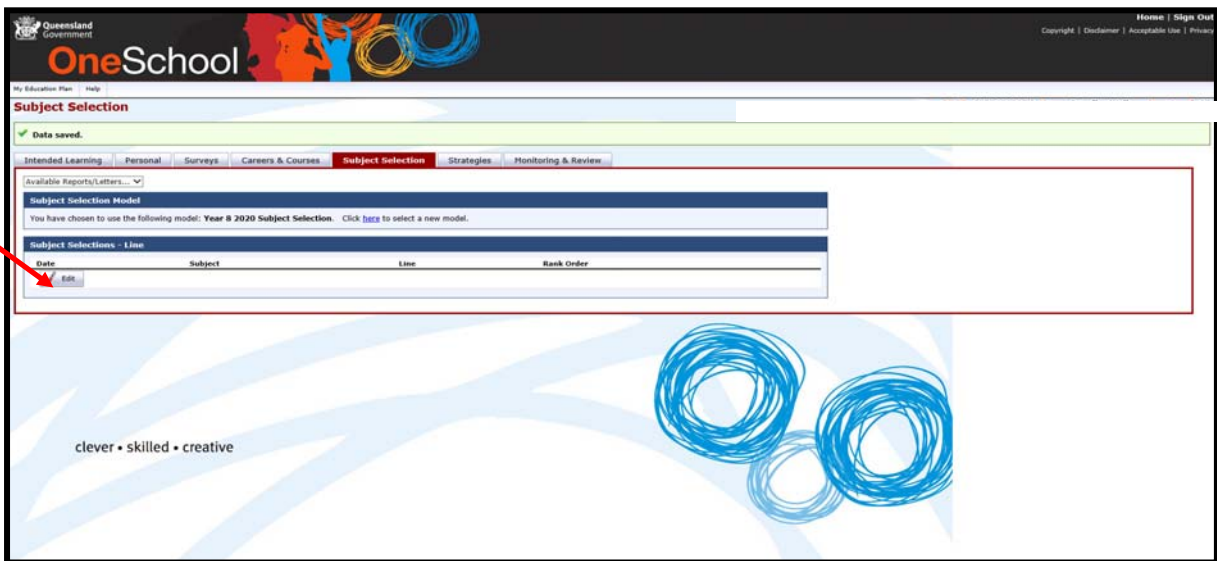 Queensland
Government
OneSchool
Home | Sign Out
Copyright | Disclaimer | Acceptable Use | Privacy
My Education Plan | Help
Subject Selection
Data saved.
Intended Learning Personal Surveys Careers & Courses Subject Selection Strategies Monitoring & Review
Available Reports/Letters...
Subject Selection Model
You have chosen to use the following model: Year 8 2020 Subject Selection. Click here to select a new model.
Subject Selections - Line
Date Subject Line Rank Order
Edit
clever • skilled • creative